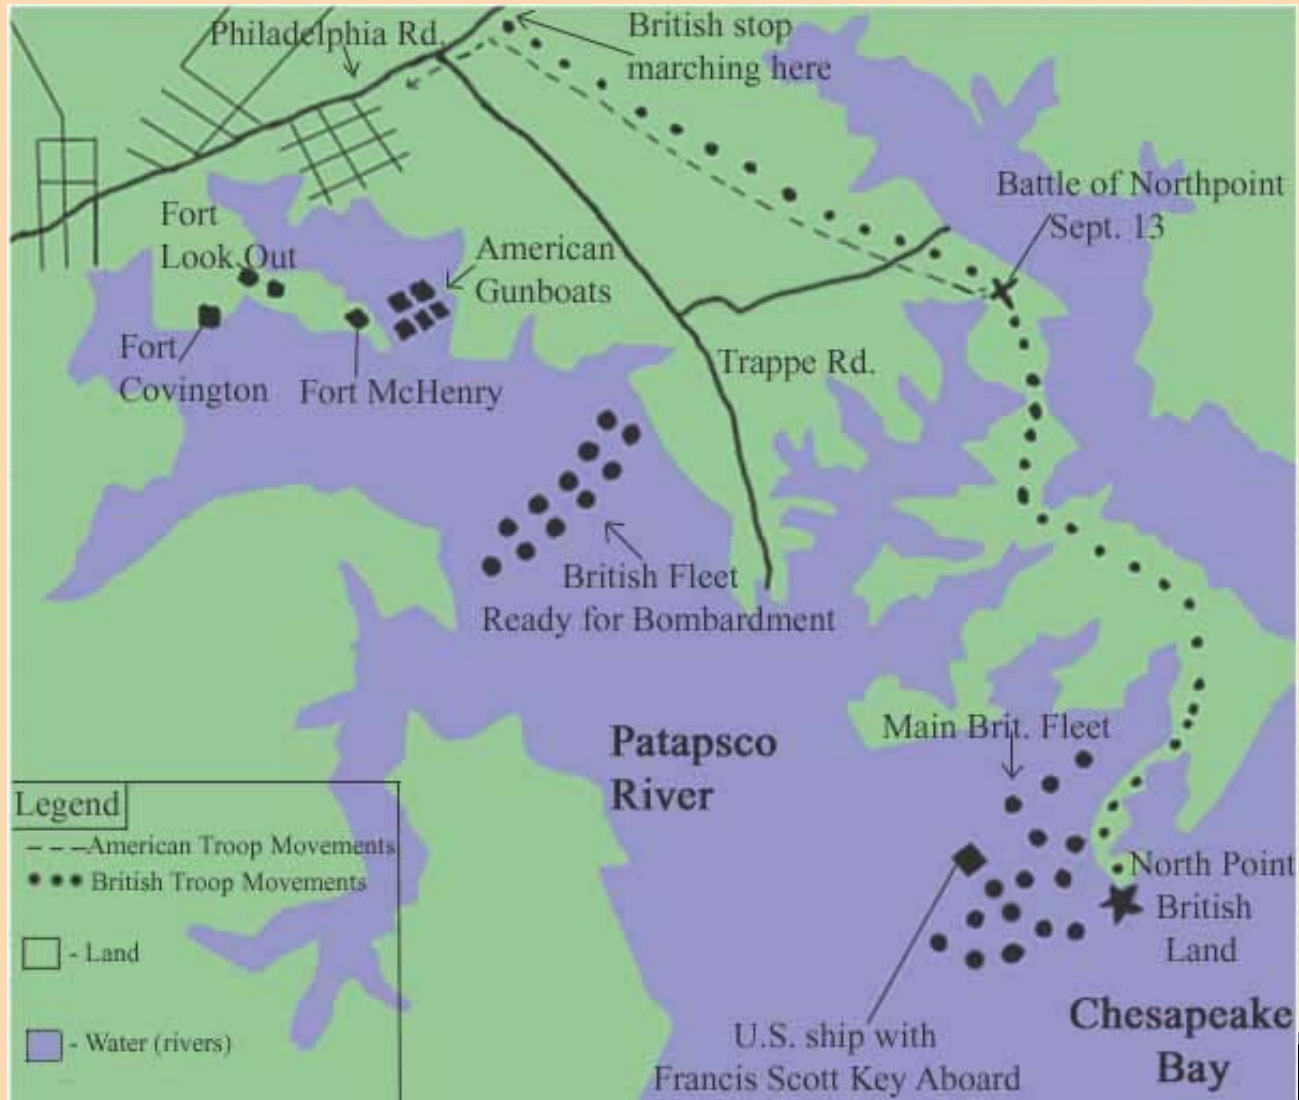 Philadelphia Rd.
British stop
marching here
Battle of Northpoint
Sept. 13
Fort
Look Out
American
Gunboats
Fort
Covington
Fort McHenry
Trappe Rd.
British Fleet
Ready for Bombardment
Patapsco
River
Main Brit. Fleet
Legend
American Troop Movements
British Troop Movements
- Land
- Water (rivers)
North Point
British
Land
Chesapeake
Bay
U.S. ship with
Francis Scott Key Aboard